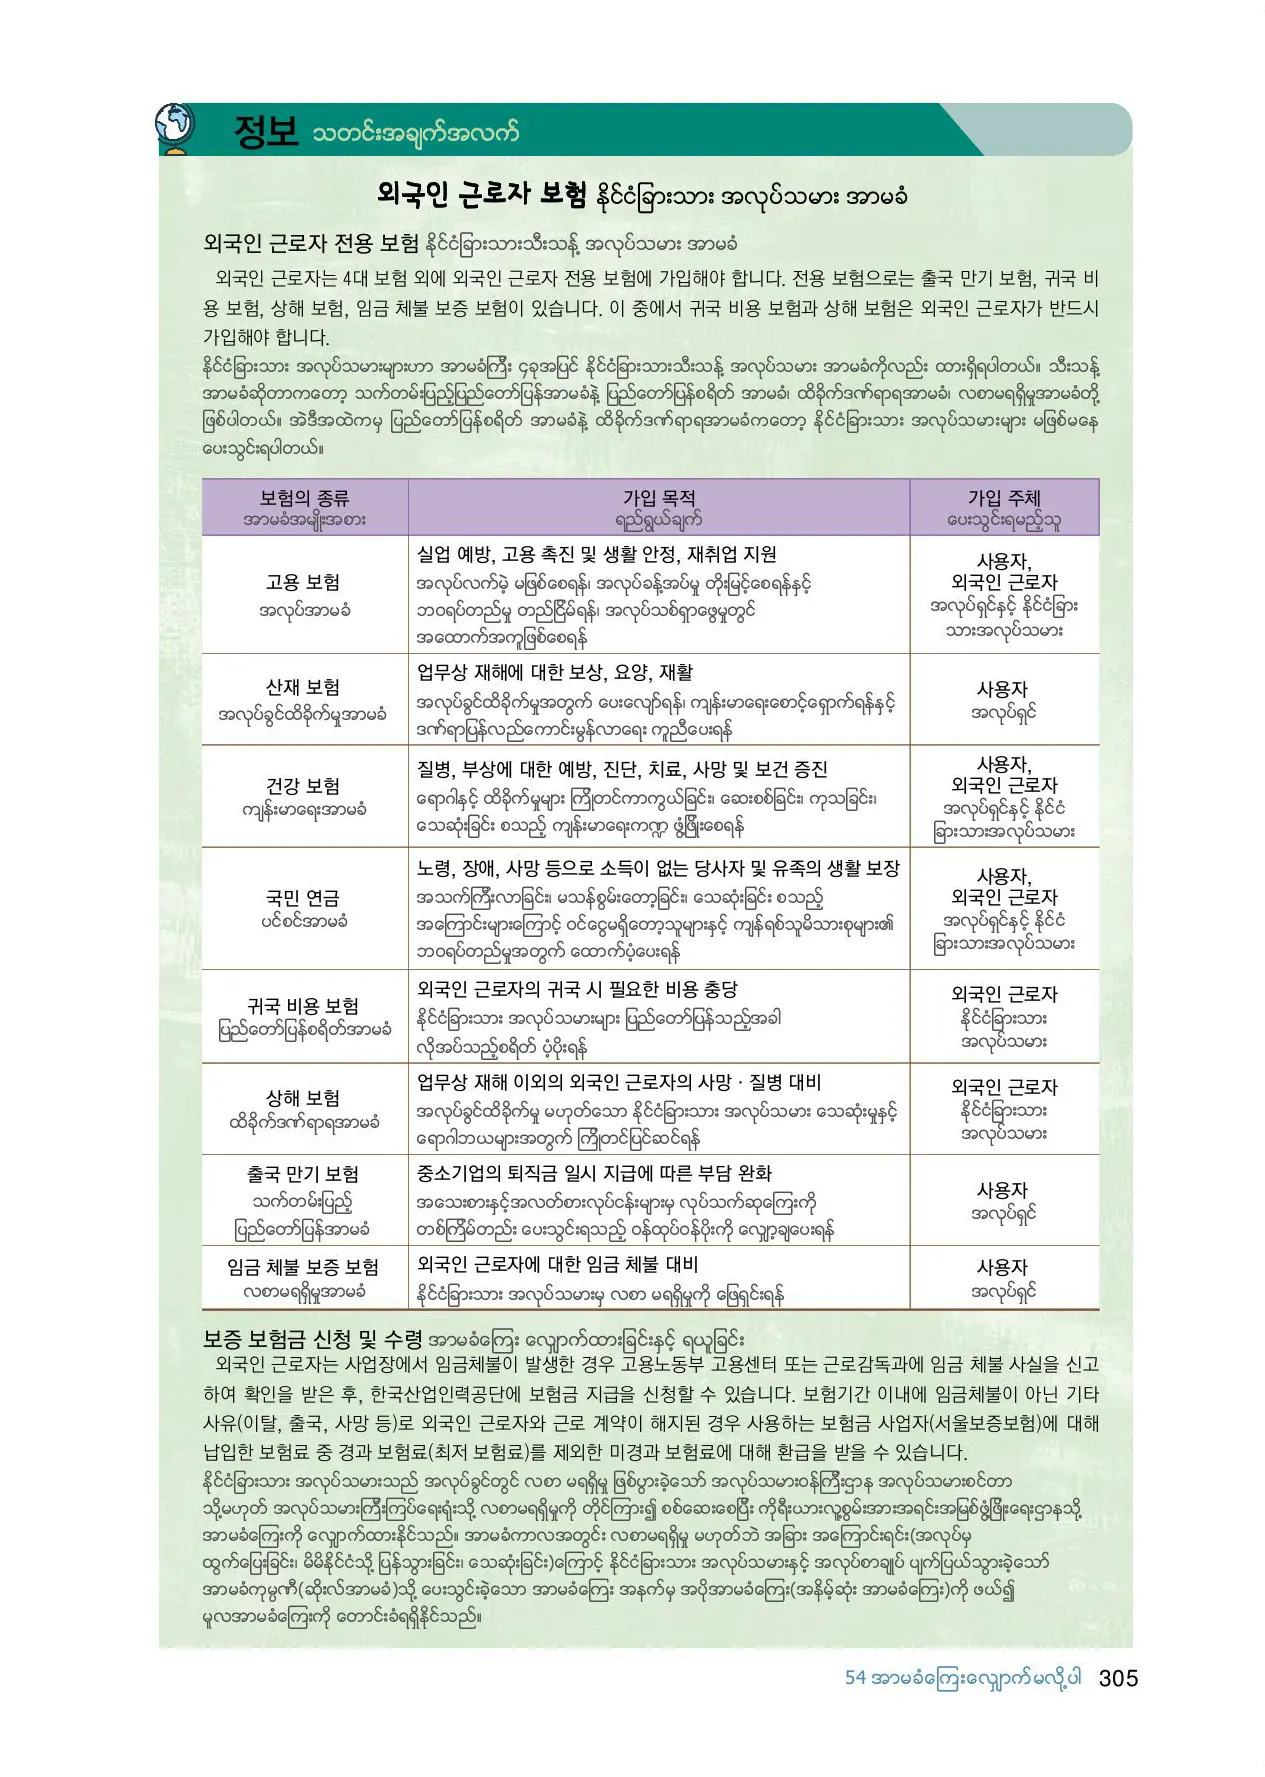 정보 သတင်းအချက်အလက်
외국인 근로자 보험 နိုင်ငံခြားသား အလုပ်သမား အာမခံ
외국인 근로자 전용 보험 နိုင်ငံခြားသားသီးသန့် အလုပ်သမား အာမခံ
외국인 근로자는 4대 보험 외에 외국인 근로자 전용 보험에 가입해야 합니다. 전용 보험으로는 출국 만기 보험, 귀국 비
용 보험, 상해 보험, 임금 체불 보증 보험이 있습니다. 이 중에서 귀국 비용 보험과 상해 보험은 외국인 근로자가 반드시
가입해야 합니다.
နိုင်ငံခြားသား အလုပ်သမားများဟာ အာမခံကြီး ၄ခုအပြင် နိုင်ငံခြားသားသီးသန့် အလုပ်သမား အာမခံကိုလည်း ထားရှိရပါတယ်။ သီးသန့်
အာမခံဆိုတာကတော့ သက်တမ်းပြည့်ပြည်တော်ပြန်အာမခံနဲ့ ပြည်တော်ပြန်စရိတ် အာမခံ၊ ထိခိုက်ဒဏ်ရာရအာမခံ၊ လစာမရရှိမှုအာမခံတို့
ဖြစ်ပါတယ်။ အဲဒီအထဲကမှ ပြည်တော်ပြန်စရိတ် အာမခံနဲ့ ထိခိုက်ဒဏ်ရာရအာမခံကတော့ နိုင်ငံခြားသား အလုပ်သမားများ မဖြစ်မနေ
ပေးသွင်းရပါတယ်။
보험의 종류
အာမခံအမျိုးအစား
가입 목적
ရည်ရွယ်ချက်
가입 주체
ပေးသွင်းရမည့်သူ
고용 보험
အလုပ်အာမခံ
실업 예방, 고용 촉진 및 생활 안정, 재취업 지원
အလုပ်လက်မဲ့ မဖြစ်စေရန်၊ အလုပ်ခန့်အပ်မှု တိုးမြင့်စေရန်နှင့်
ဘဝရပ်တည်မှု တည်ငြိမ်ရန်၊ အလုပ်သစ်ရှာဖွေမှုတွင်
အထောက်အကူဖြစ်စေရန်
사용자,
외국인 근로자
အလုပ်ရှင်နှင့် နိုင်ငံခြား
သားအလုပ်သမား
산재 보험
အလုပ်ခွင်ထိခိုက်မှုအာမခံ
업무상 재해에 대한 보상, 요양, 재활
အလုပ်ခွင်ထိခိုက်မှုအတွက် ပေးလျော်ရန်၊ ကျန်းမာရေးစောင့်ရှောက်ရန်နှင့်
ဒဏ်ရာပြန်လည်ကောင်းမွန်လာရေး ကူညီပေးရန်
사용자
အလုပ်ရှင်
건강 보험
ကျန်းမာရေးအာမခံ
질병, 부상에 대한 예방, 진단, 치료, 사망 및 보건 증진
ရောဂါနှင့် ထိခိုက်မှုများ ကြိုတင်ကာကွယ်ခြင်း၊ ဆေးစစ်ခြင်း၊ ကုသခြင်း၊
သေဆုံးခြင်း စသည့် ကျန်းမာရေးကဏ္ဍ ဖွံ့ဖြိုးစေရန်
사용자,
외국인 근로자
အလုပ်ရှင်နှင့် နိုင်ငံ
ခြားသားအလုပ်သမား
국민 연금
ပင်စင်အာမခံ
노령, 장애, 사망 등으로 소득이 없는 당사자 및 유족의 생활 보장
အသက်ကြီးလာခြင်း၊ မသန်စွမ်းတော့ခြင်း၊ သေဆုံးခြင်း စသည့်
အကြောင်းများကြောင့် ဝင်ငွေမရှိတော့သူများနှင့် ကျန်ရစ်သူမိသားစုများ၏
ဘဝရပ်တည်မှုအတွက် ထောက်ပံ့ပေးရန်
사용자,
외국인 근로자
အလုပ်ရှင်နှင့် နိုင်ငံ
ခြားသားအလုပ်သမား
귀국 비용 보험
ပြည်တော်ပြန်စရိတ်အာမခံ
외국인 근로자의 귀국 시 필요한 비용 충당
နိုင်ငံခြားသား အလုပ်သမားများ ပြည်တော်ပြန်သည့်အခါ
လိုအပ်သည့်စရိတ် ပံ့ပိုးရန်
외국인 근로자
နိုင်ငံခြားသား
အလုပ်သမား
상해 보험
ထိခိုက်ဒဏ်ရာရအာမခံ
업무상 재해 이외의 외국인 근로자의 사망 · 질병 대비
အလုပ်ခွင်ထိခိုက်မှု မဟုတ်သော နိုင်ငံခြားသား အလုပ်သမား သေဆုံးမှုနှင့်
ရောဂါဘယများအတွက် ကြိုတင်ပြင်ဆင်ရန်
외국인 근로자
နိုင်ငံခြားသား
အလုပ်သမား
출국 만기 보험
သက်တမ်းပြည့်
ပြည်တော်ပြန်အာမခံ
중소기업의 퇴직금 일시 지급에 따른 부담 완화
အသေးစားနှင့်အလတ်စားလုပ်ငန်းများမှ လုပ်သက်ဆုကြေးကို
တစ်ကြိမ်တည်း ပေးသွင်းရသည့် ဝန်ထုပ်ဝန်ပိုးကို လျှော့ချပေးရန်
사용자
အလုပ်ရှင်
임금 체불 보증 보험
လစာမရရှိမှုအာမခံ
외국인 근로자에 대한 임금 체불 대비
နိုင်ငံခြားသား အလုပ်သမားမှ လစာ မရရှိမှုကို ဖြေရှင်းရန်
사용자
အလုပ်ရှင်
보증 보험금 신청 및 수령 အာမခံကြေး လျှောက်ထားခြင်းနှင့် ရယူခြင်း
외국인 근로자는 사업장에서 임금체불이 발생한 경우 고용노동부 고용센터 또는 근로감독과에 임금 체불 사실을 신고
하여 확인을 받은 후, 한국산업인력공단에 보험금 지급을 신청할 수 있습니다. 보험기간 이내에 임금체불이 아닌 기타
사유(이탈, 출국, 사망 등)로 외국인 근로자와 근로 계약이 해지된 경우 사용하는 보험금 사업자(서울보증보험)에 대해
납입한 보험료 중 경과 보험료(최저 보험료)를 제외한 미경과 보험료에 대해 환급을 받을 수 있습니다.
နိုင်ငံခြားသား အလုပ်သမားသည် အလုပ်ခွင်တွင် လစာ မရရှိမှု ဖြစ်ပွားခဲ့သော် အလုပ်သမားဝန်ကြီးဌာန အလုပ်သမားစင်တာ
သို့မဟုတ် အလုပ်သမားကြီးကြပ်ရေးရုံးသို့ လစာမရရှိမှုကို တိုင်ကြား၍ စစ်ဆေးစေပြီး ကိုရီးယားလူ့စွမ်းအားအရင်းအမြစ်ဖွံ့ဖြိုးရေးဌာနသို့
အာမခံကြေးကို လျှောက်ထားနိုင်သည်။ အာမခံကာလအတွင်း လစာမရရှိမှု မဟုတ်ဘဲ အခြား အကြောင်းရင်း(အလုပ်မှ
ထွက်ပြေးခြင်း၊ မိမိနိုင်ငံသို့ ပြန်သွားခြင်း၊ သေဆုံးခြင်း)ကြောင့် နိုင်ငံခြားသား အလုပ်သမားနှင့် အလုပ်စာချုပ် ပျက်ပြယ်သွားခဲ့သော်
အာမခံကုမ္ပဏီ(ဆိုးလ်အာမခံ)သို့ ပေးသွင်းခဲ့သော အာမခံကြေး အနက်မှ အပိုအာမခံကြေး(အနိမ့်ဆုံး အာမခံကြေး)ကို ဖယ်၍
မူလအာမခံကြေးကို တောင်းခံရရှိနိုင်သည်။
54 အာမခံကြေးလျှောက်မလို့ပါ 305